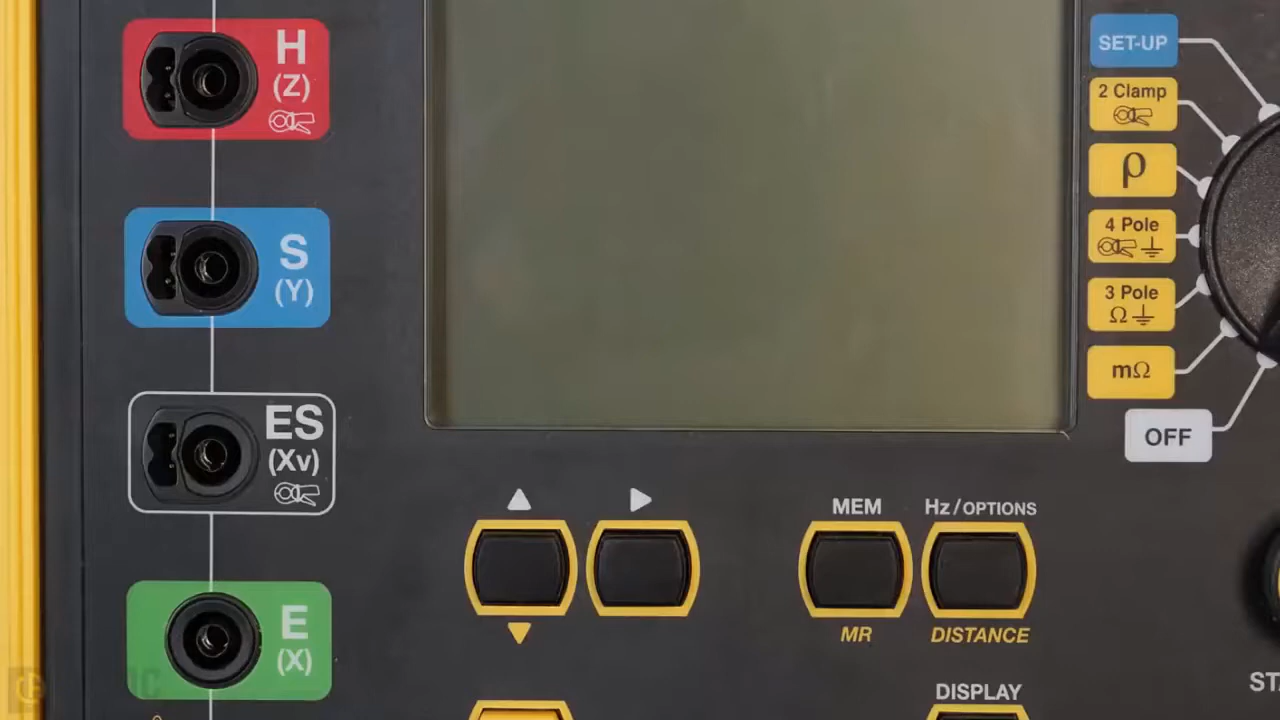 H
(Z)
S
(Y)
ES
(Xv)
E
(X)
SET-UP
2 Clamp
ρ
4 Pole
3 Pole
Ω
mΩ
OFF
MEM
Hz/OPTIONS
MR
DISTANCE
DISPLAY